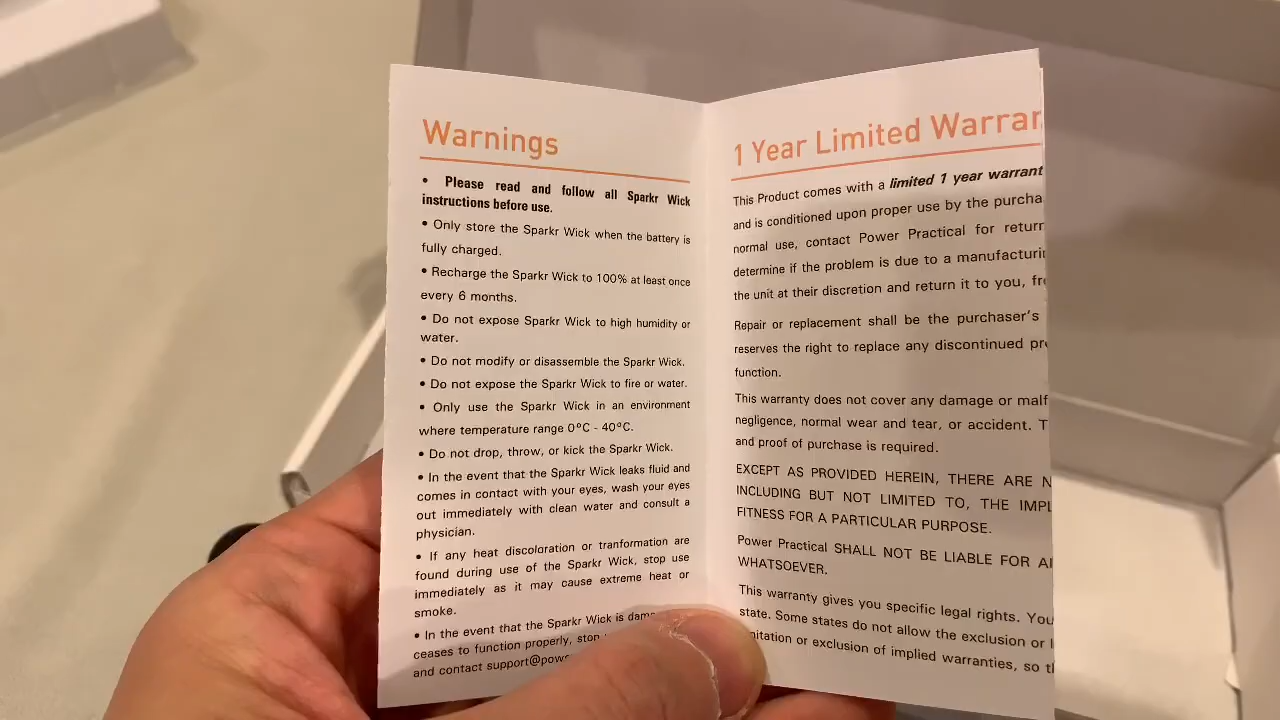 Warnings
• Please read and follow all Sparkr Wick
instructions before use.
• Only store the Sparkr Wick when the battery is
fully charged.
• Recharge the Sparkr Wick to 100% at least once
every 6 months.
• Do not expose Sparkr Wick to high humidity or
water.
• Do not modify or disassemble the Sparkr Wick.
• Do not expose the Sparkr Wick to fire or water.
• Only use the Sparkr Wick in an environment
where temperature range 0ºC - 40ºC.
• Do not drop, throw, or kick the Sparkr Wick.
• In the event that the Sparkr Wick leaks fluid and
comes in contact with your eyes, wash your eyes
out immediately with clean water and consult a
physician.
• If any heat discoloration or tranformation are
found during use of the Sparkr Wick, stop use
immediately as it may cause extreme heat or
smoke.
• In the event that the Sparkr Wick is
ceases to function properly, stop
and contact
1 Year Limited
This Product comes with a limited 1 year
and is conditioned upon proper use by the
normal use, contact Power Practical for
determine if the problem is due to a
the unit at their discretion and return it to you,
Repair or replacement shall be the purchaser's
reserves the right to replace any discontinued
function.
This warranty does not cover any damage or
negligence, normal wear and tear, or accident.
and proof of purchase is required.
EXCEPT AS PROVIDED HEREIN, THERE ARE
INCLUDING BUT NOT LIMITED TO, THE
FITNESS FOR A PARTICULAR PURPOSE.
Power Practical SHALL NOT BE LIABLE FOR
WHATSOEVER.
This warranty gives you specific legal rights. You
state. Some states do not allow the exclusion or
or exclusion of implied warranties, so